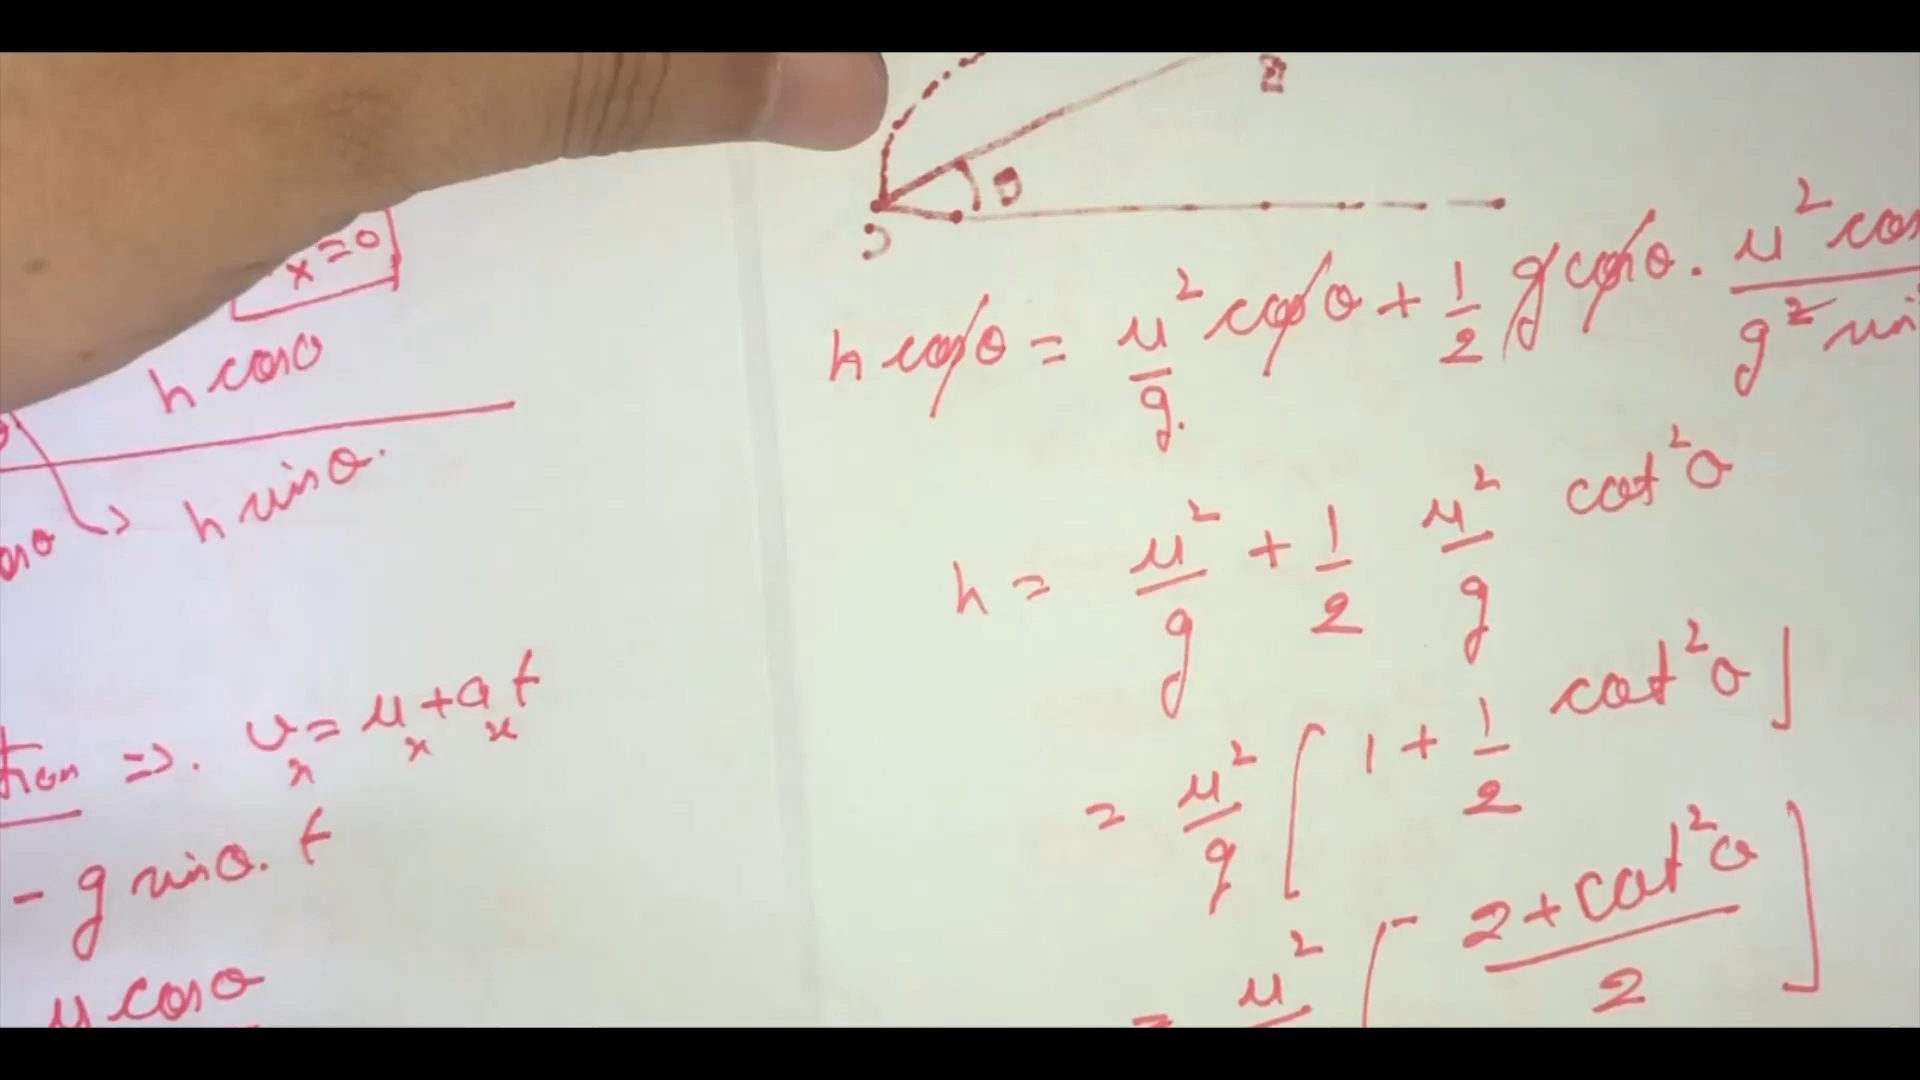 x=0
h cosθ
h sinθ.
⇒. v_x = u_x + a_x t
- g sinθ. t
u cosθ
θ
h cosθ = u²/g. cosθ + 1/2 g cosθ. u² cos
g² sin
h = u²/g + 1/2 u²/g cot²θ
= u²/g [ 1 + 1/2 cot²θ ]
= u² [ 2 + cot²θ / 2 ]